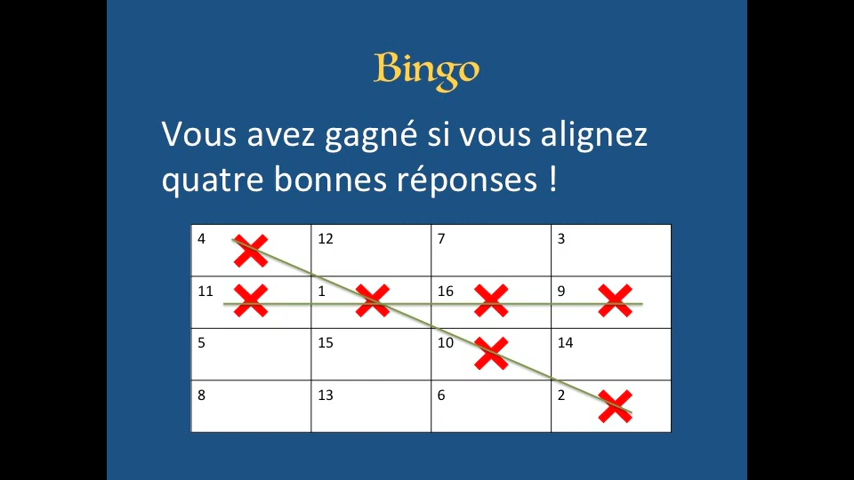 Bingo
Vous avez gagné si vous alignez
quatre bonnes réponses !
4 12 7 3
11 1 16 9
5 15 10 14
8 13 6 2